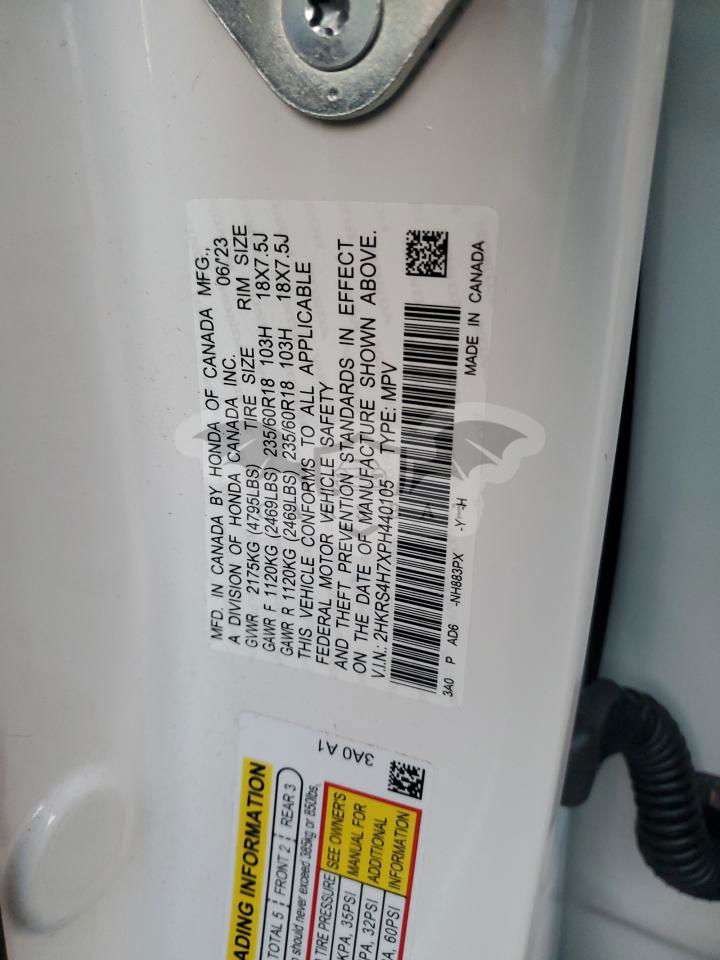 MFD. IN CANADA BY HONDA OF CANADA MFG.,
A DIVISION OF HONDA CANADA INC. 06/'23
GVWR 2175KG (4795LBS) TIRE SIZE RIM SIZE
GAWR F 1120KG (2469LBS) 235/60R18 103H 18X7.5J
GAWR R 1120KG (2469LBS) 235/60R18 103H 18X7.5J
THIS VEHICLE CONFORMS TO ALL APPLICABLE
FEDERAL MOTOR VEHICLE SAFETY
AND THEFT PREVENTION STANDARDS IN EFFECT
ON THE DATE OF MANUFACTURE SHOWN ABOVE.
V.I.N.: 2HKRS4H7XPH440105 TYPE: MPV
3A0 P AD6 -NH883PX -Y-H MADE IN CANADA
3A0 A1
ADING INFORMATION
TOTAL 5 FRONT 2 REAR 3
should never exceed 385kg or 850lbs.
TIRE PRESSURE SEE OWNER'S
KPA, 35PSI MANUAL FOR
PA, 32PSI ADDITIONAL
A, 60PSI INFORMATION